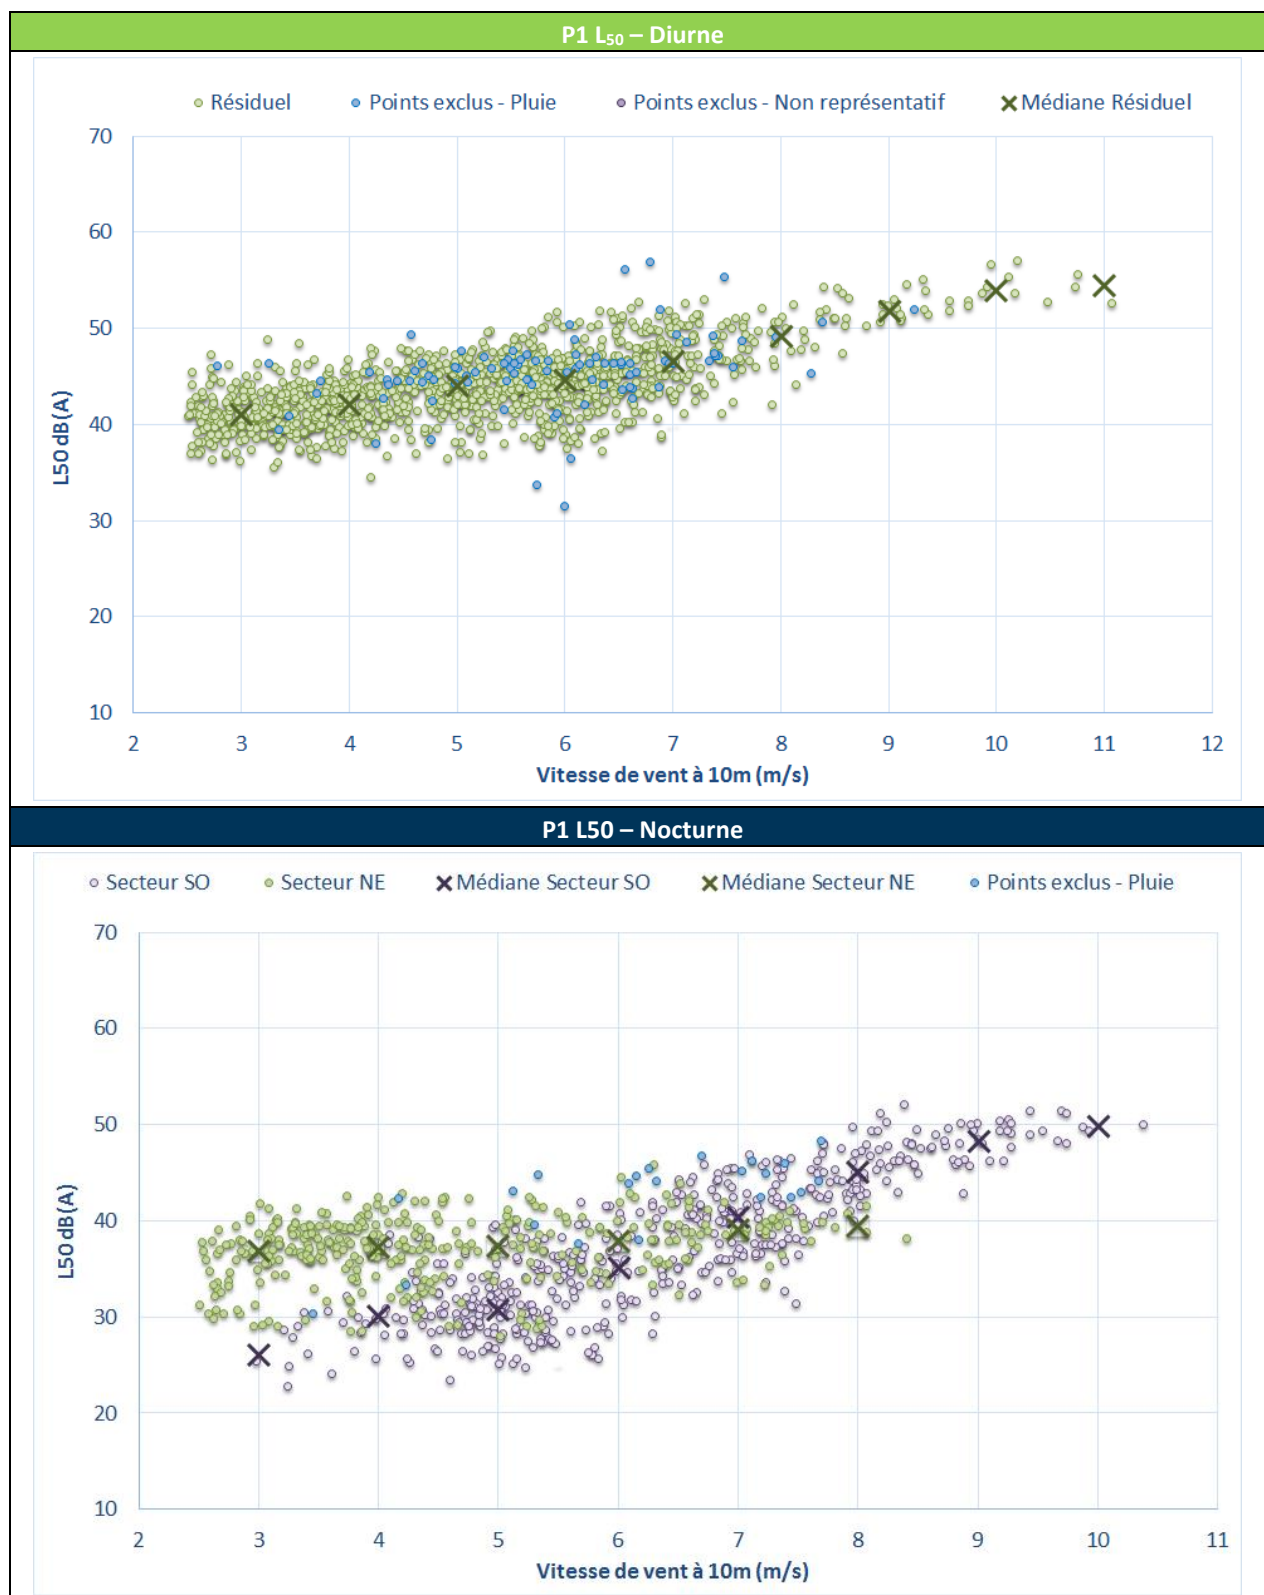 P1 L₅₀ – Diurne
Résiduel Points exclus - Pluie Points exclus - Non représentatif Médiane Résiduel
70
60
50
40
30
20
10
L50 dB(A)
2 3 4 5 6 7 8 9 10 11 12
Vitesse de vent à 10m (m/s)
P1 L50 – Nocturne
Secteur SO Secteur NE Médiane Secteur SO Médiane Secteur NE Points exclus - Pluie
70
60
50
40
30
20
10
L50 dB(A)
2 3 4 5 6 7 8 9 10 11
Vitesse de vent à 10m (m/s)